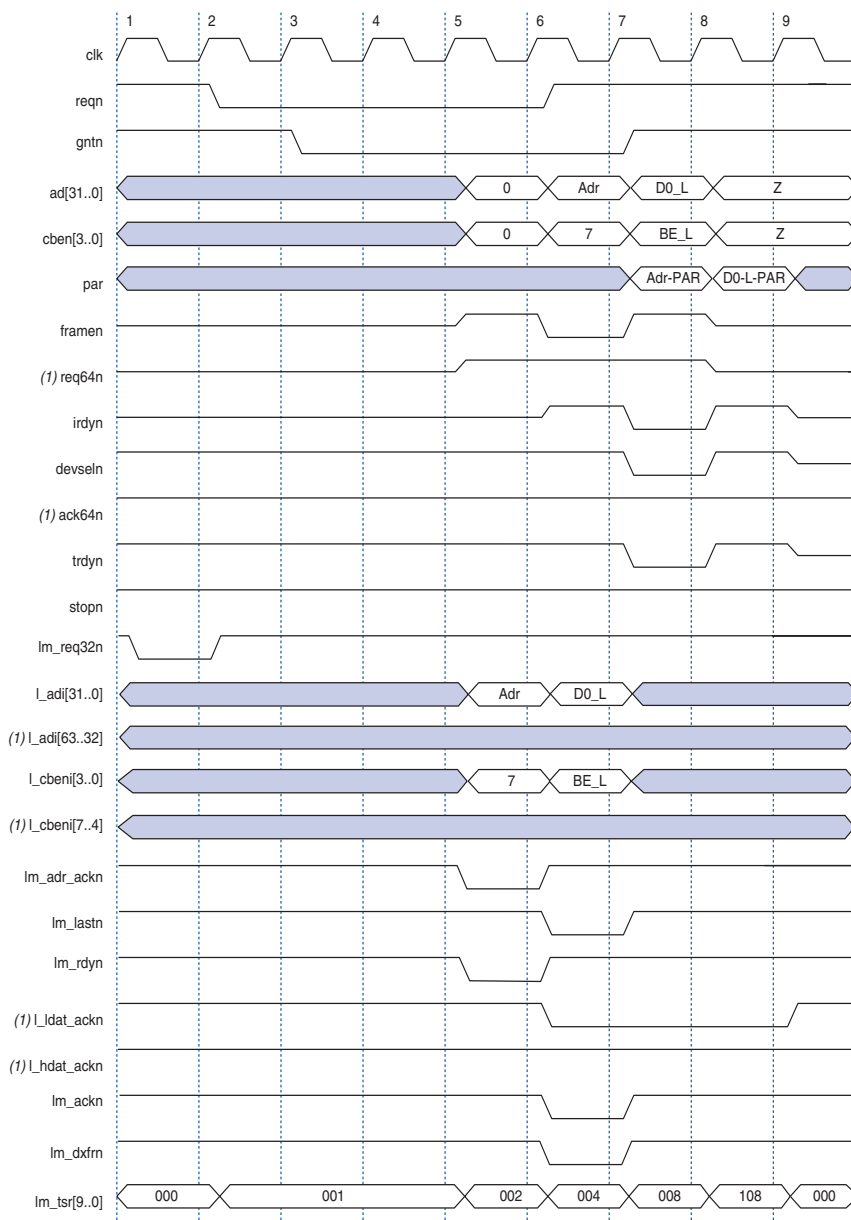 1 2 3 4 5 6 7 8 9
clk
reqn
gntn
ad[31..0] 0 Adr D0_L Z
cben[3..0] 0 7 BE_L Z
par Adr-PAR D0-L-PAR
framen
(1) req64n
irdyn
devseln
(1) ack64n
trdyn
stopn
lm_req32n
l_adi[31..0] Adr D0_L
(1) l_adi[63..32]
l_cbeni[3..0] 7 BE_L
(1) l_cbeni[7..4]
lm_adr_ackn
lm_lastn
lm_rdyn
(1) l_ldat_ackn
(1) l_hdat_ackn
lm_ackn
lm_dxfrn
lm_tsr[9..0] 000 001 002 004 008 108 000